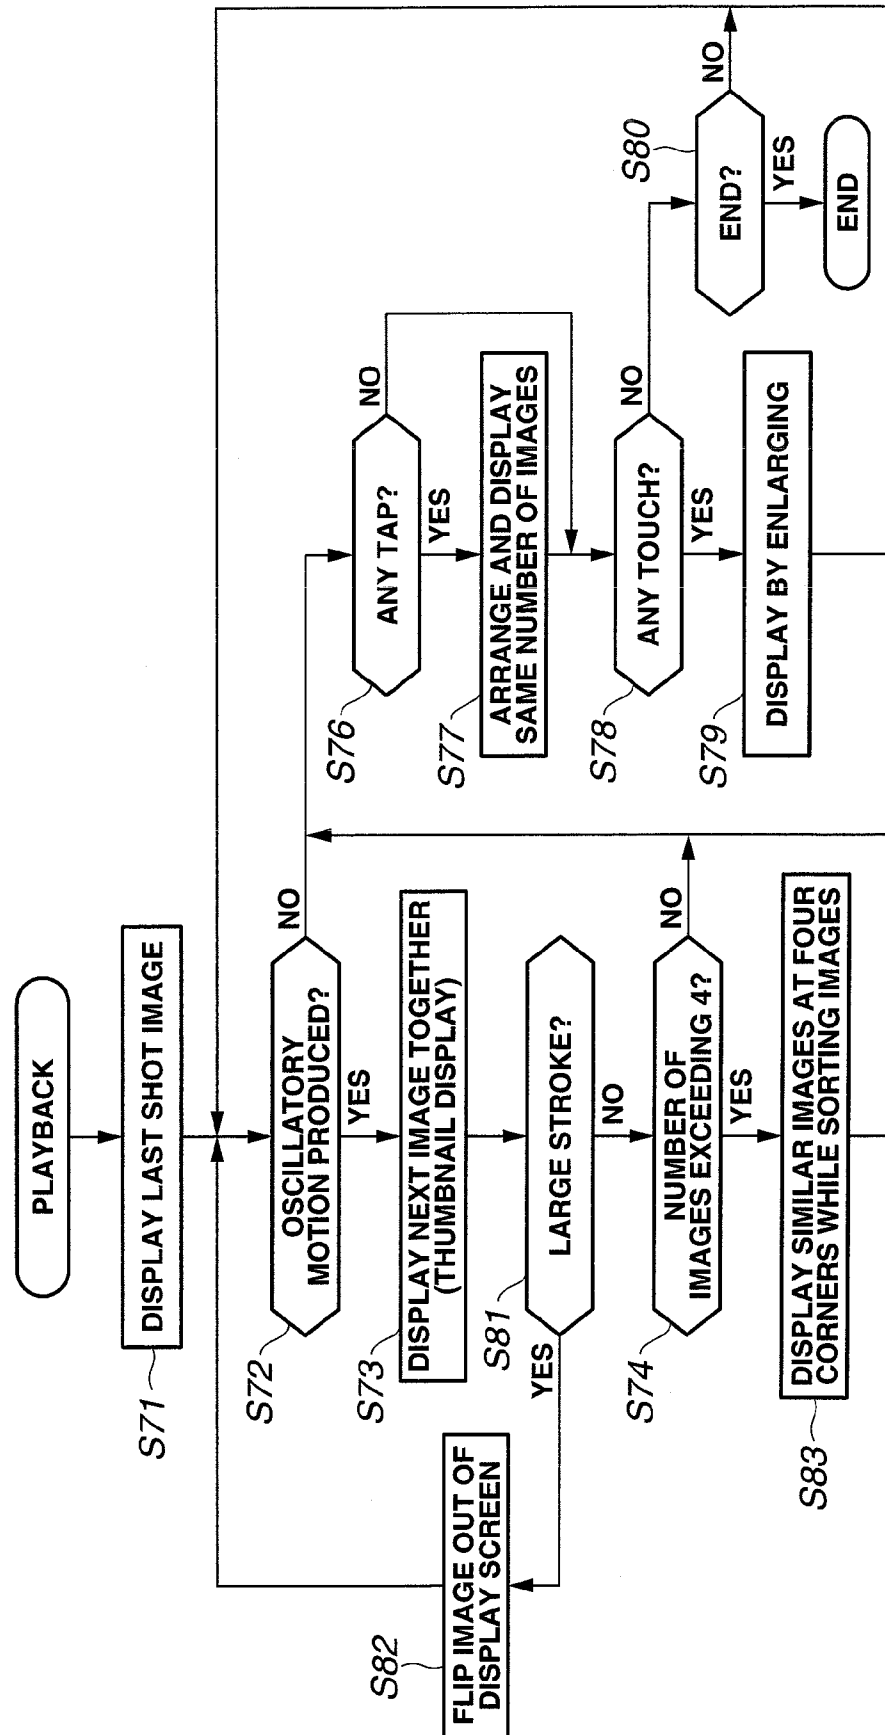 PLAYBACK
S71
DISPLAY LAST SHOT IMAGE
S72
OSCILLATORY
MOTION PRODUCED?
NO
YES
S73
DISPLAY NEXT IMAGE TOGETHER
(THUMBNAIL DISPLAY)
S81
LARGE STROKE?
YES
NO
S82
FLIP IMAGE OUT OF
DISPLAY SCREEN
S74
NUMBER OF
IMAGES EXCEEDING 4?
NO
YES
S83
DISPLAY SIMILAR IMAGES AT FOUR
CORNERS WHILE SORTING IMAGES
S76
ANY TAP?
NO
YES
S77
ARRANGE AND DISPLAY
SAME NUMBER OF IMAGES
S78
ANY TOUCH?
NO
YES
S79
DISPLAY BY ENLARGING
S80
END?
NO
YES
END